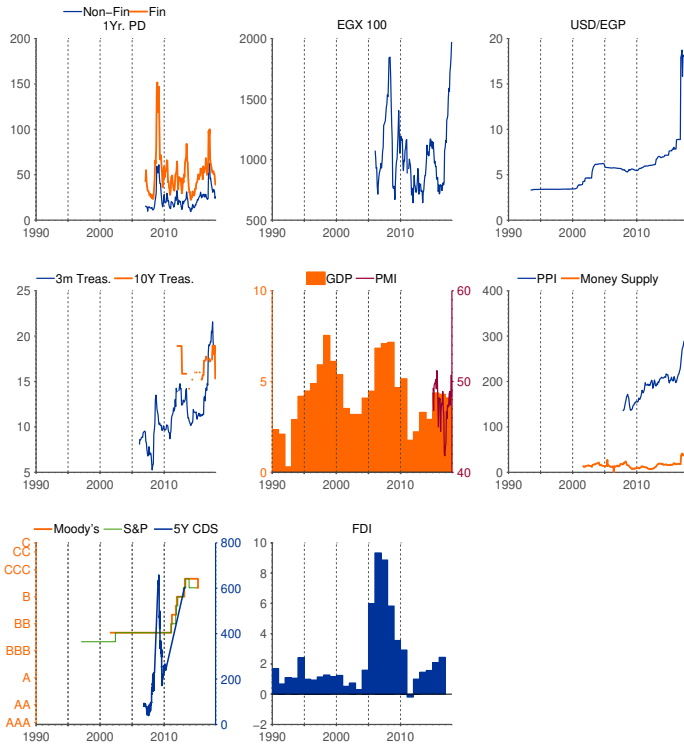 Non-Fin Fin
1Yr. PD
200
150
100
50
0
1990 2000 2010
EGX 100
2000
1500
1000
500
1990 2000 2010
USD/EGP
20
15
10
5
0
1990 2000 2010
3m Treas. 10Y Treas.
25
20
15
10
5
1990 2000 2010
GDP PMI
10 60
5 50
0 40
1990 2000 2010
PPI Money Supply
400
300
200
100
0
1990 2000 2010
Moody's S&P 5Y CDS
C 800
CC
CCC
600
B
BB 400
BBB
A 200
AA
AAA 0
1990 2000 2010
FDI
10
8
6
4
2
0
−2
1990 2000 2010